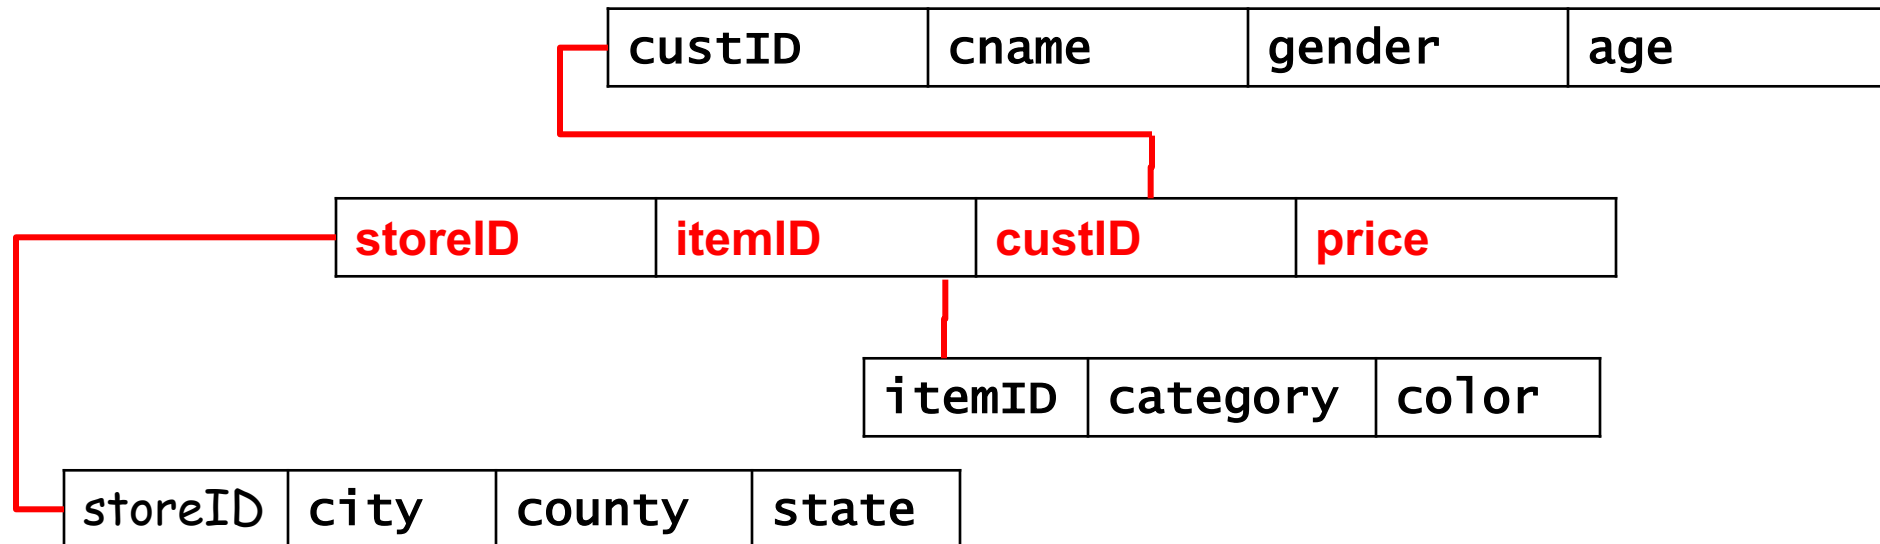 custID cname gender age
storeID itemID custID price
itemID category color
storeID city county state